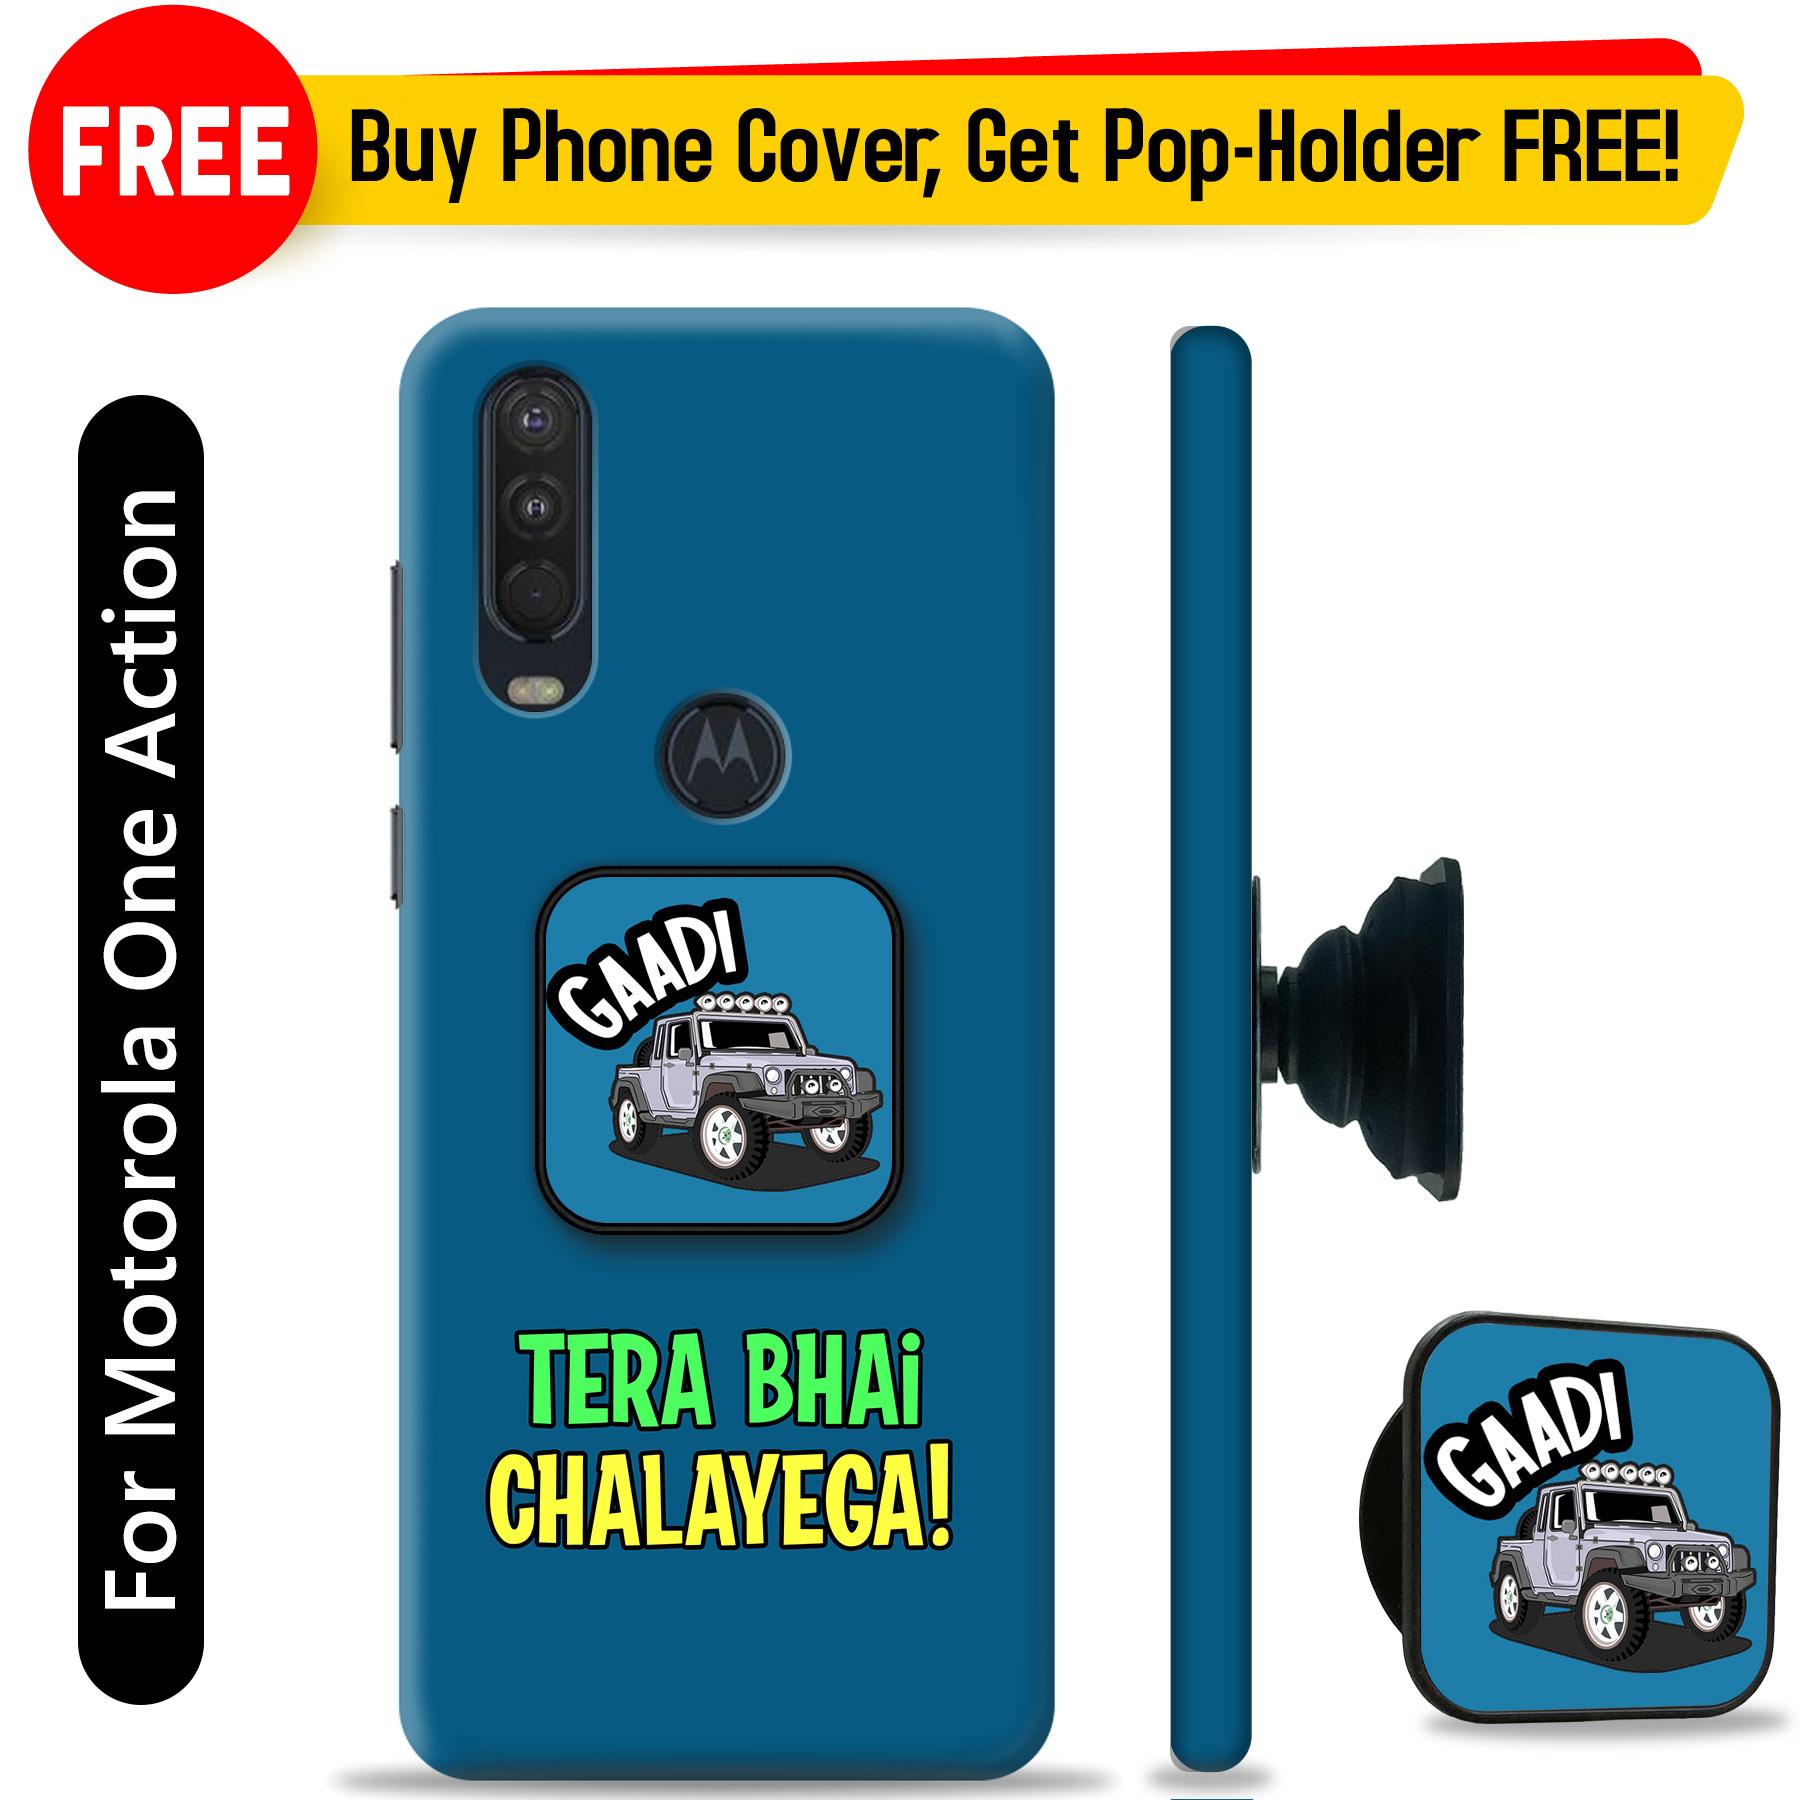 FREE
Buy Phone Cover, Get Pop-Holder FREE!
For Motorola One Action
GAADI
TERA BHAi
CHALAYEGA!
GAADI